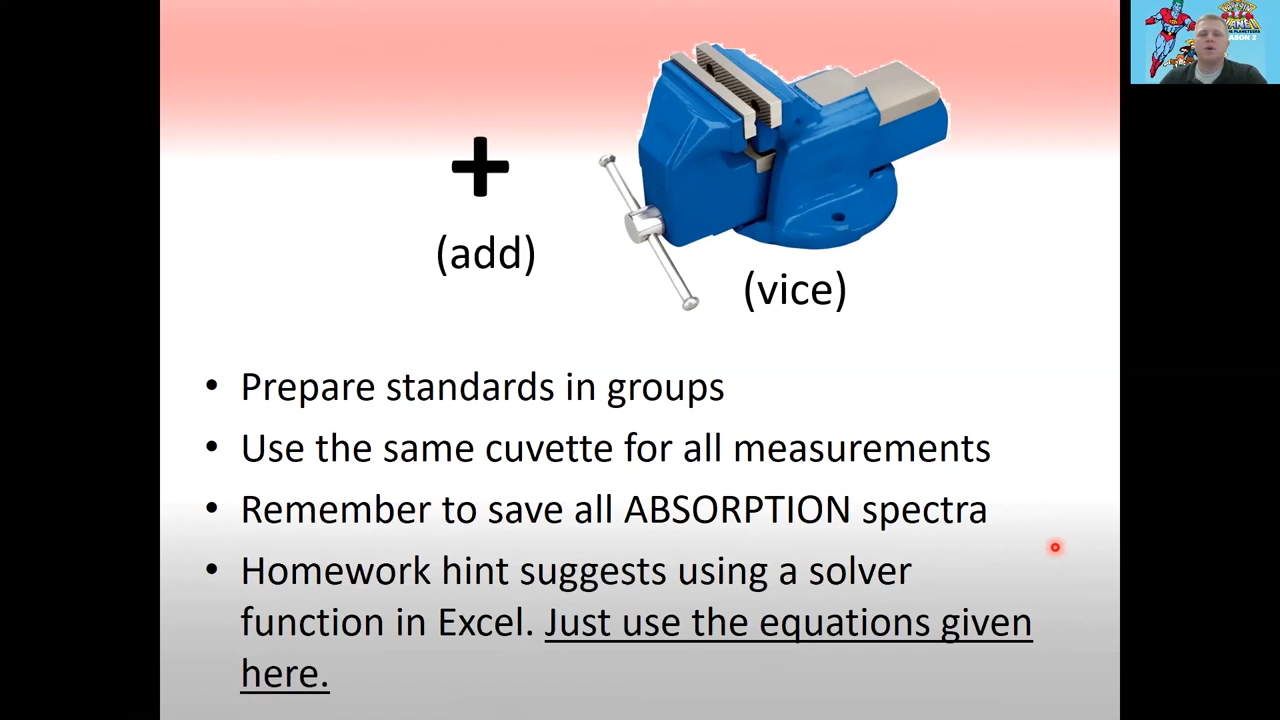 +
(add)
(vice)
• Prepare standards in groups
• Use the same cuvette for all measurements
• Remember to save all ABSORPTION spectra
• Homework hint suggests using a solver
function in Excel. Just use the equations given
here.